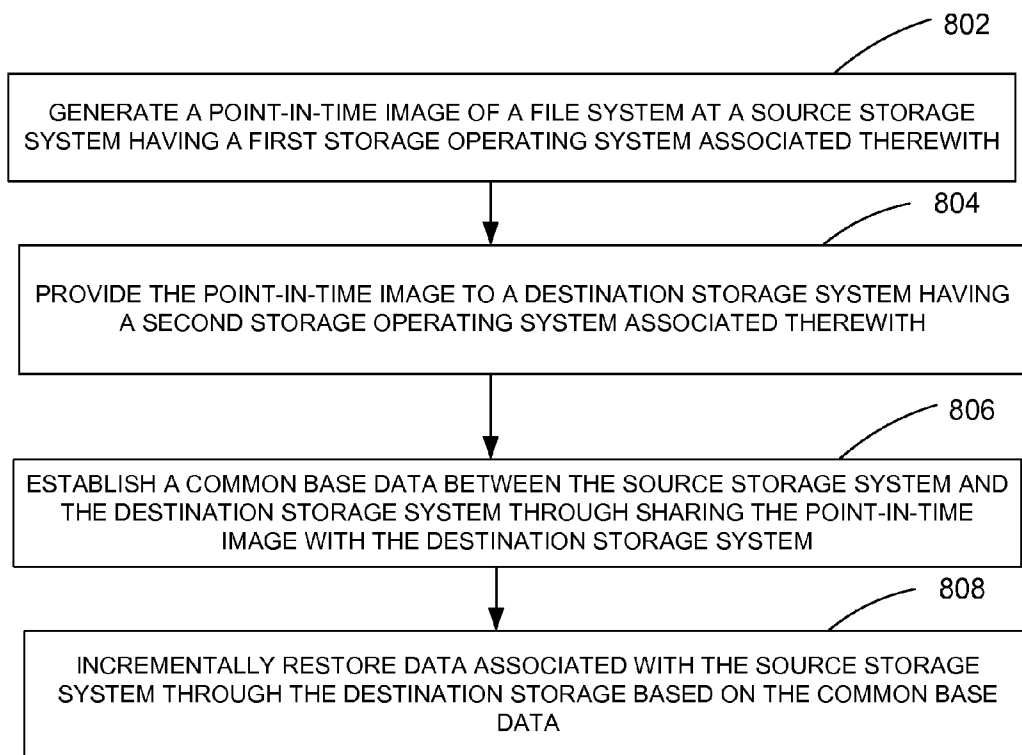 802
GENERATE A POINT-IN-TIME IMAGE OF A FILE SYSTEM AT A SOURCE STORAGE
SYSTEM HAVING A FIRST STORAGE OPERATING SYSTEM ASSOCIATED THEREWITH
804
PROVIDE THE POINT-IN-TIME IMAGE TO A DESTINATION STORAGE SYSTEM HAVING
A SECOND STORAGE OPERATING SYSTEM ASSOCIATED THEREWITH
806
ESTABLISH A COMMON BASE DATA BETWEEN THE SOURCE STORAGE SYSTEM AND
THE DESTINATION STORAGE SYSTEM THROUGH SHARING THE POINT-IN-TIME
IMAGE WITH THE DESTINATION STORAGE SYSTEM
808
INCREMENTALLY RESTORE DATA ASSOCIATED WITH THE SOURCE STORAGE
SYSTEM THROUGH THE DESTINATION STORAGE BASED ON THE COMMON BASE
DATA